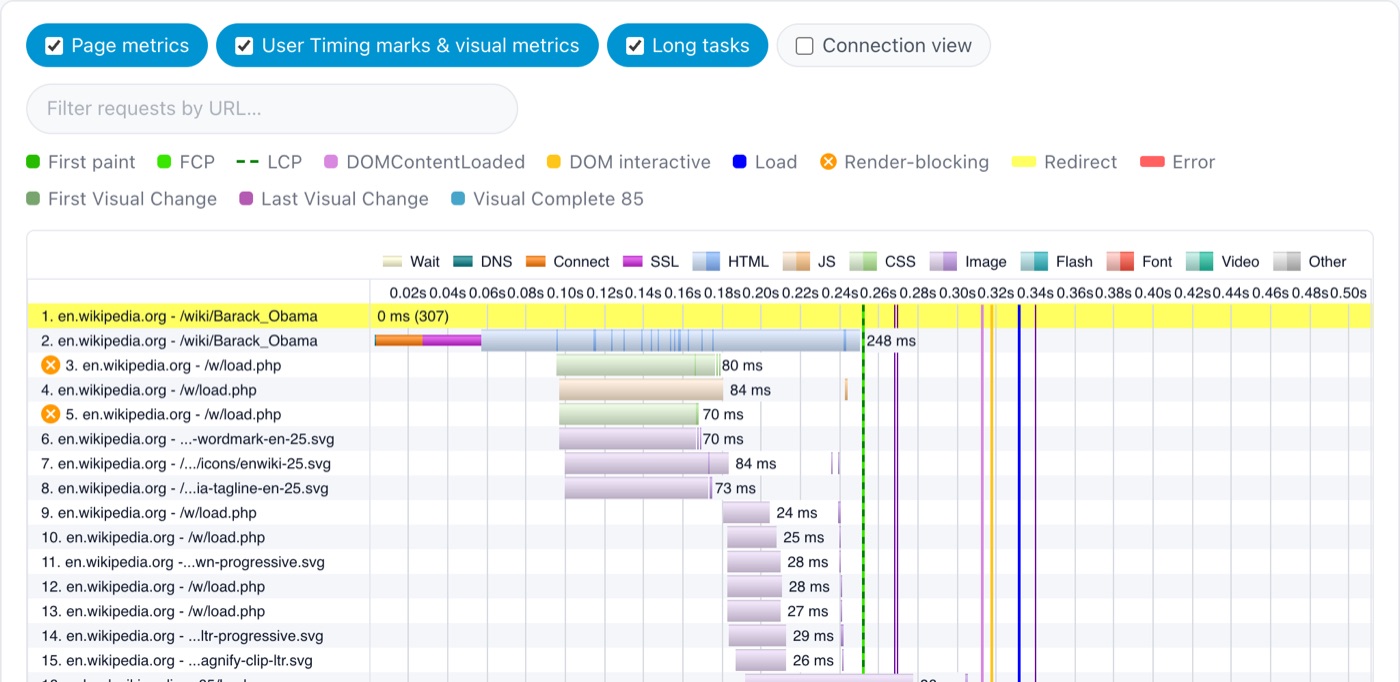 Page metrics User Timing marks & visual metrics Long tasks Connection view
Filter requests by URL...
First paint FCP LCP DOMContentLoaded DOM interactive Load Render-blocking Redirect Error
First Visual Change Last Visual Change Visual Complete 85
Wait DNS Connect SSL HTML JS CSS Image Flash Font Video Other
0.02s 0.04s 0.06s 0.08s 0.10s 0.12s 0.14s 0.16s 0.18s 0.20s 0.22s 0.24s 0.26s 0.28s 0.30s 0.32s 0.34s 0.36s 0.38s 0.40s 0.42s 0.44s 0.46s 0.48s 0.50s
1. en.wikipedia.org - /wiki/Barack_Obama 0 ms (307)
2. en.wikipedia.org - /wiki/Barack_Obama 248 ms
3. en.wikipedia.org - /w/load.php 80 ms
4. en.wikipedia.org - /w/load.php 84 ms
5. en.wikipedia.org - /w/load.php 70 ms
6. en.wikipedia.org - ...-wordmark-en-25.svg 70 ms
7. en.wikipedia.org - /.../icons/enwiki-25.svg 84 ms
8. en.wikipedia.org - /...ia-tagline-en-25.svg 73 ms
9. en.wikipedia.org - /w/load.php 24 ms
10. en.wikipedia.org - /w/load.php 25 ms
11. en.wikipedia.org -...wn-progressive.svg 28 ms
12. en.wikipedia.org - /w/load.php 28 ms
13. en.wikipedia.org - /w/load.php 27 ms
14. en.wikipedia.org - ...ltr-progressive.svg 29 ms
15. en.wikipedia.org - ...agnify-clip-ltr.svg 26 ms